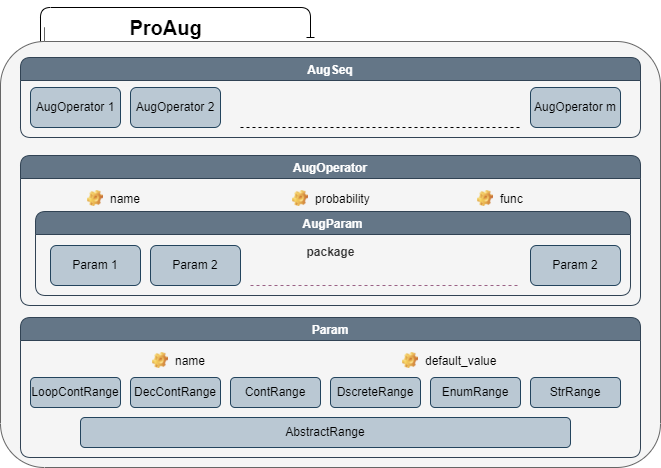 ProAug
AugSeq
AugOperator 1 AugOperator 2 AugOperator m
AugOperator
name probability func
AugParam
package
Param 1 Param 2 Param 2
Param
name default_value
LoopContRange DecContRange ContRange DscreteRange EnumRange StrRange
AbstractRange